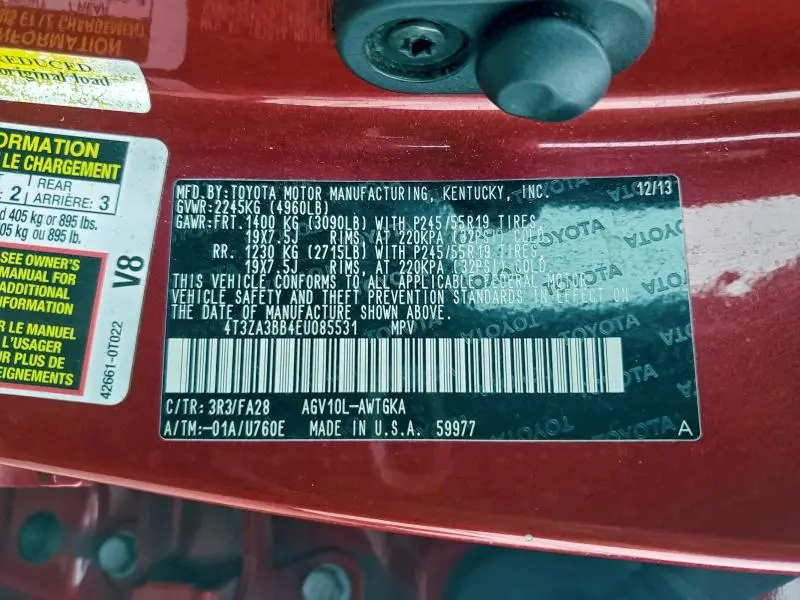 US ET LE CHARGEMENT
FORMATION
REDUCED
original load
ORMATION
LE CHARGEMENT
2
REAR
ARRIÈRE: 3
d 405 kg or 895 lbs.
05 kg ou 895 lb.
SEE OWNER'S
MANUAL FOR
ADDITIONAL
INFORMATION
R LE MANUEL
L'USAGER
R PLUS DE
EIGNEMENTS
V8
42661-0T022
MFD.BY:TOYOTA MOTOR MANUFACTURING, KENTUCKY, INC. 12/13
GVWR:2245KG (4960LB)
GAWR:FRT. 1400 KG (3090LB) WITH P245/55R19 TIRES,
19X7.5J RIMS, AT 220KPA (32PSI) COLD
RR. 1230 KG (2715LB) WITH P245/55R19 TIRES,
19X7.5J RIMS, AT 220KPA (32PSI) COLD.
THIS VEHICLE CONFORMS TO ALL APPLICABLE FEDERAL MOTOR
VEHICLE SAFETY AND THEFT PREVENTION STANDARDS IN EFFECT ON
THE DATE OF MANUFACTURE SHOWN ABOVE.
4T3ZA3BB4EU085531 MPV
C/TR: 3R3/FA28 AGV10L-AWTGKA
A/TM:-01A/U760E MADE IN U.S.A. 59977 A